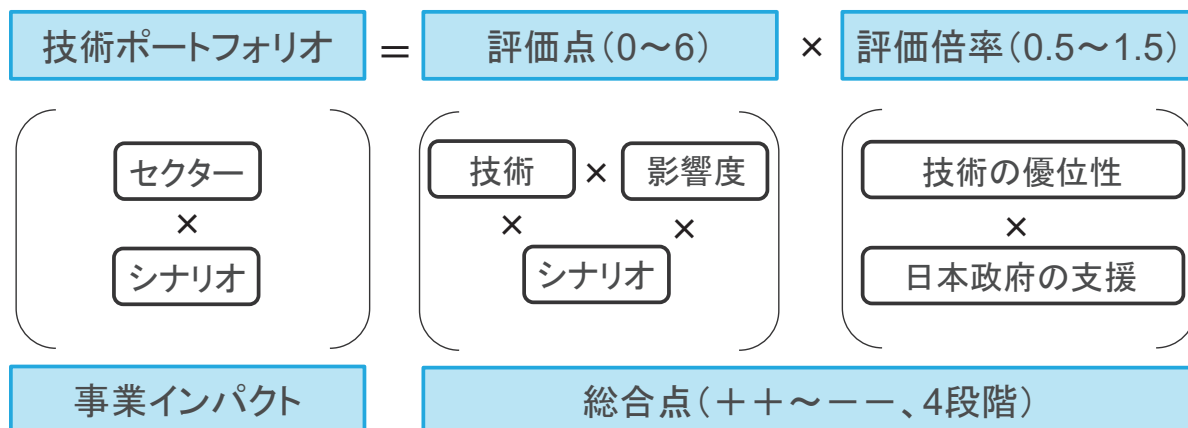 技術ポートフォリオ ＝ 評価点（0～6） × 評価倍率（0.5～1.5）
セクター
×
シナリオ
技術 × 影響度
× ×
シナリオ
技術の優位性
×
日本政府の支援
事業インパクト
総合点（＋＋～－－、4段階）